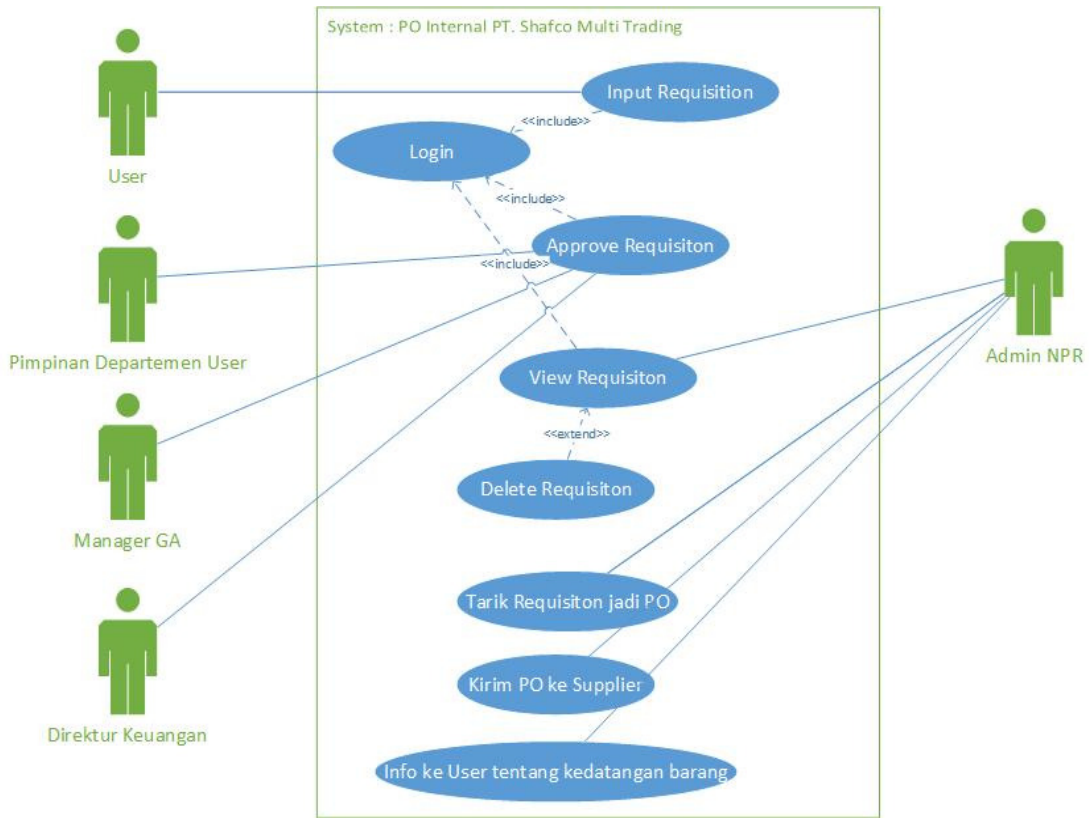 System : PO Internal PT. Shafco Multi Trading
Input Requisition
<<include>>
Login
User
<<include>>
Approve Requisiton
<<include>>
Pimpinan Departemen User
View Requisiton
Admin NPR
<<extend>>
Delete Requisiton
Manager GA
Tarik Requisiton jadi PO
Kirim PO ke Supplier
Direktur Keuangan
Info ke User tentang kedatangan barang